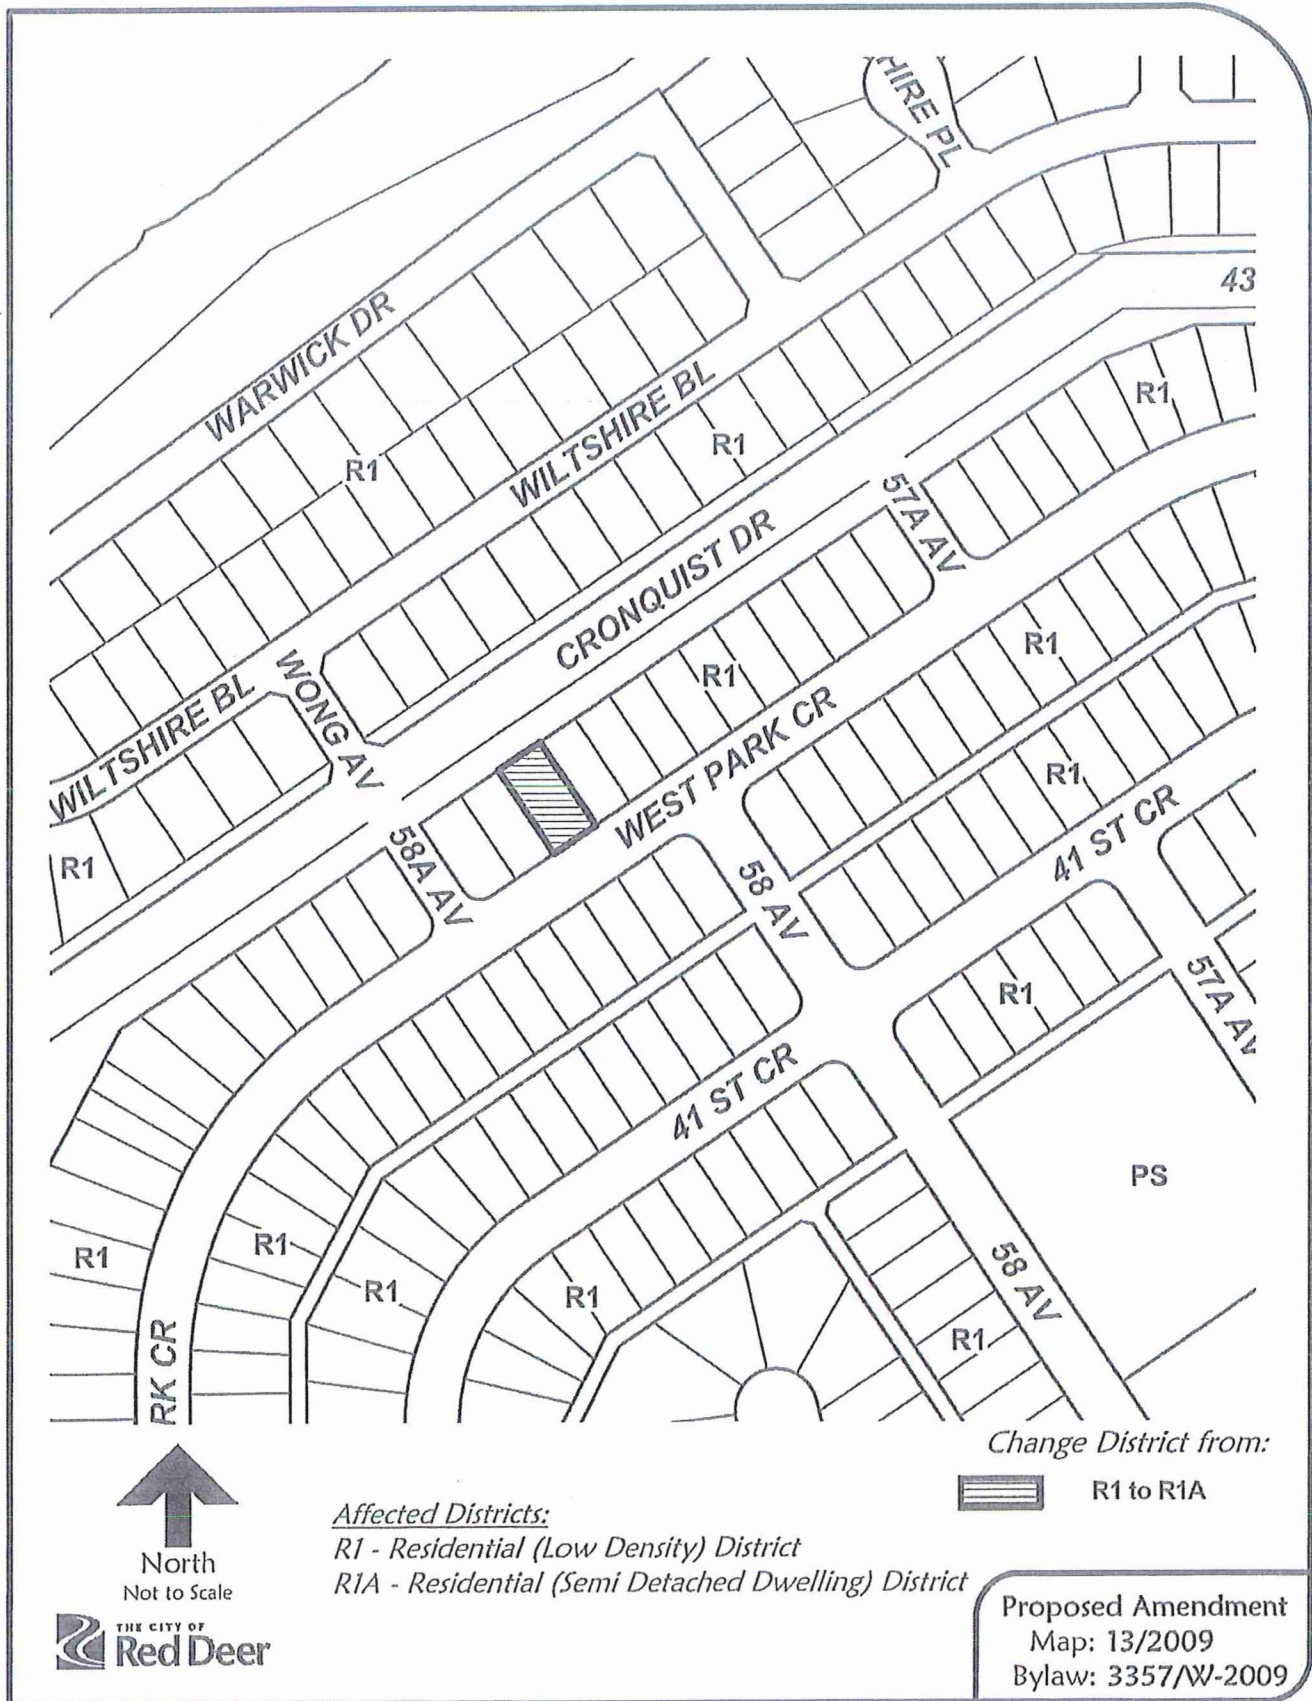 HIRE PL
43
WARWICK DR
R1
WILTSHIRE BL
R1
R1
57A AV
CRONQUIST DR
R1
R1
WONG AV
WILTSHIRE BL
WEST PARK CR
R1
R1
58A AV
58 AV
41 ST CR
R1
57A AV
41 ST CR
PS
R1
R1
R1
R1
58 AV
R1
RK CR
Change District from:
R1 to R1A
North
Not to Scale
Affected Districts:
R1 - Residential (Low Density) District
R1A - Residential (Semi Detached Dwelling) District
THE CITY OF
Red Deer
Proposed Amendment
Map: 13/2009
Bylaw: 3357/W-2009